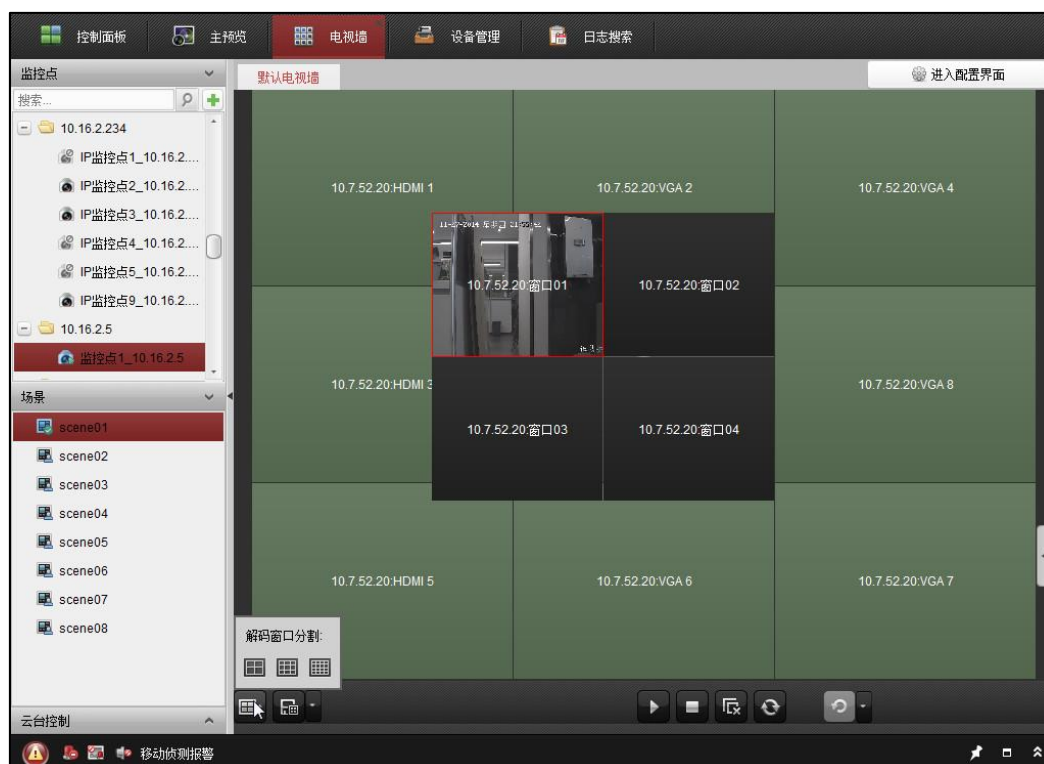 控制面板 主预览 电视墙 设备管理 日志搜索
监控点
默认电视墙
进入配置界面
搜索...
10.16.2.234
IP监控点1_10.16.2....
IP监控点2_10.16.2....
IP监控点3_10.16.2....
IP监控点4_10.16.2....
IP监控点5_10.16.2....
IP监控点9_10.16.2....
10.16.2.5
监控点1_10.16.2.5
场景
scene01
scene02
scene03
scene04
scene05
scene06
scene07
scene08
云台控制
10.7.52.20:HDMI 1 10.7.52.20:VGA 2 10.7.52.20:VGA 4
10.7.52.20:窗口01 10.7.52.20:窗口02
10.7.52.20:HDMI 3 10.7.52.20:VGA 8
10.7.52.20:窗口03 10.7.52.20:窗口04
10.7.52.20:HDMI 5 10.7.52.20:VGA 6 10.7.52.20:VGA 7
解码窗口分割:
移动侦测报警